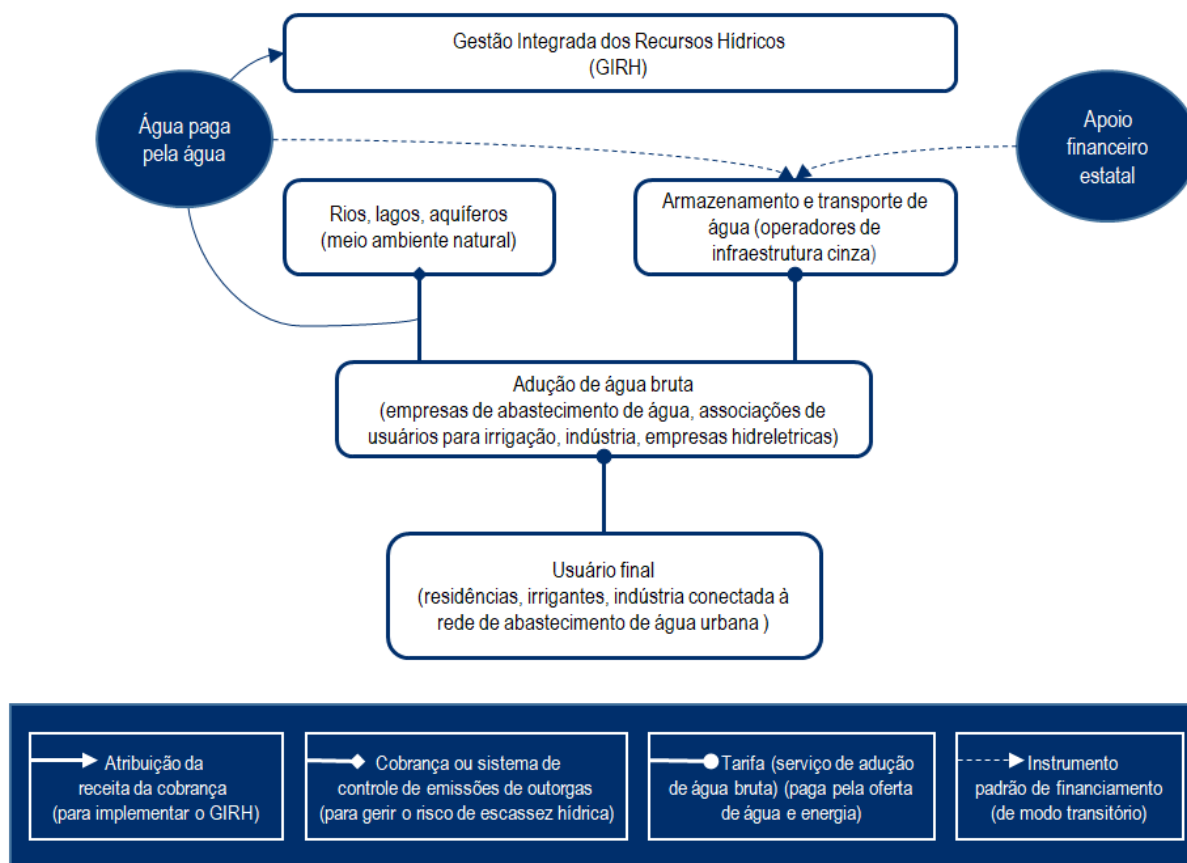 Gestão Integrada dos Recursos Hídricos
(GIRH)
Água paga
pela água
Apoio
financeiro
estatal
Rios, lagos, aquíferos
(meio ambiente natural)
Armazenamento e transporte de
água (operadores de
infraestrutura cinza)
Adução de água bruta
(empresas de abastecimento de água, associações de
usuários para irrigação, indústria, empresas hidreletricas)
Usuário final
(residências, irrigantes, indústria conectada à
rede de abastecimento de água urbana )
Atribuição da
receita da cobrança
(para implementar o GIRH)
Cobrança ou sistema de
controle de emissões de outorgas
(para gerir o risco de escassez hídrica)
Tarifa (serviço de adução
de água bruta) (paga pela oferta
de água e energia)
Instrumento
padrão de financiamento
(de modo transitório)